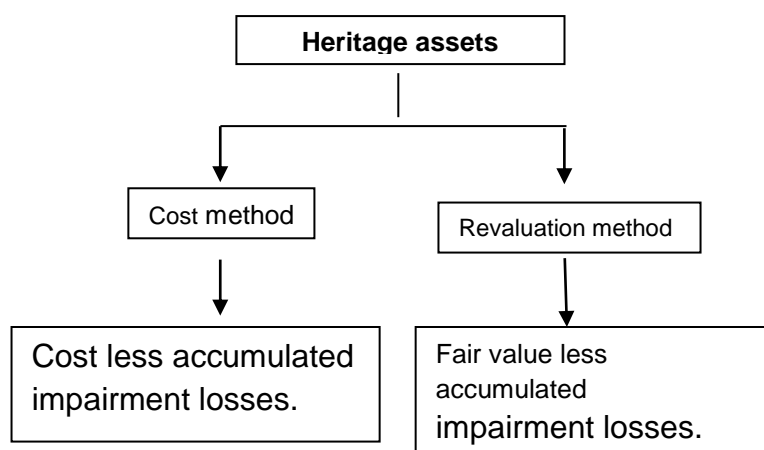 Heritage assets
Cost method
Revaluation method
Cost less accumulated
impairment losses.
Fair value less
accumulated
impairment losses.